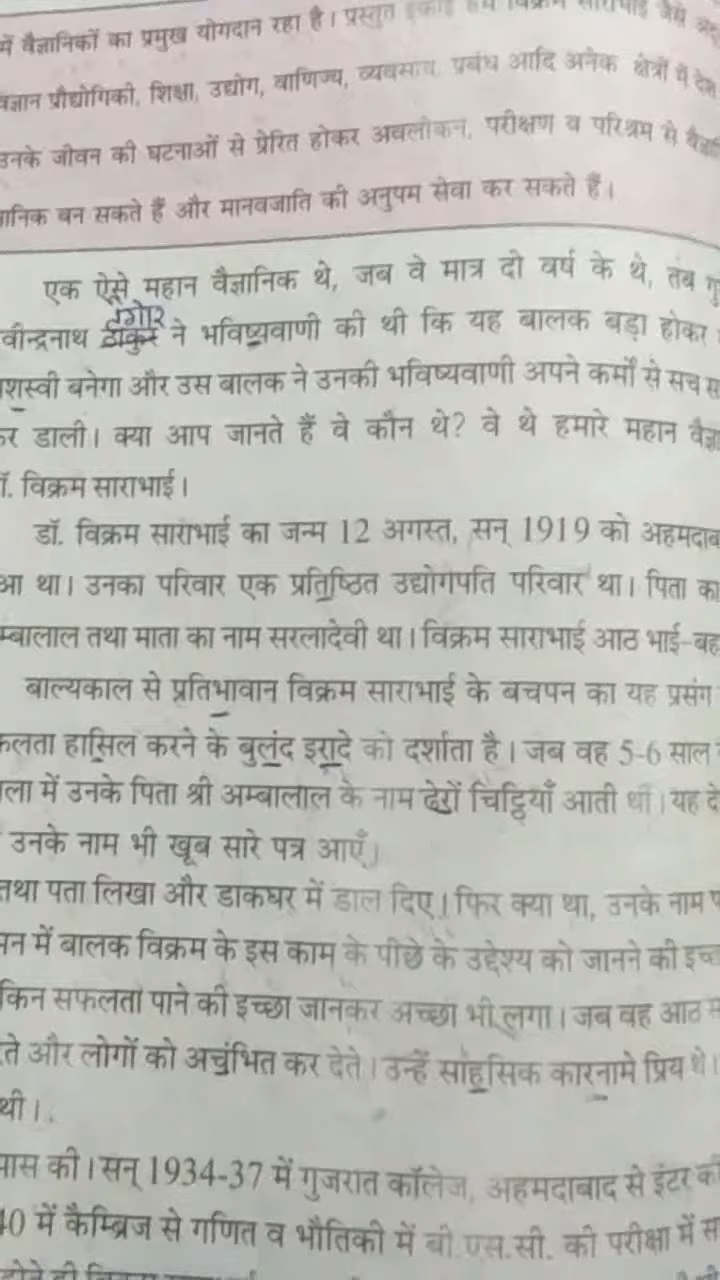 में वैज्ञानिकों का प्रमुख योगदान रहा है। प्रस्तुत इकाई विक्रम साराभाई जैसे
प्रौद्योगिकी, शिक्षा, उद्योग, वाणिज्य, व्यवसाय, प्रबंध आदि अनेक क्षेत्रों में देश
उनके जीवन की घटनाओं से प्रेरित होकर अवलोकन, परीक्षण व परिश्रम से
बन सकते हैं और मानवजाति की अनुपम सेवा कर सकते हैं।
एक ऐसे महान वैज्ञानिक थे, जब वे मात्र दो वर्ष के थे, तब
टैगोर
वीन्द्रनाथ ठाकुर ने भविष्यवाणी की थी कि यह बालक बड़ा होकर
शस्वी बनेगा और उस बालक ने उनकी भविष्यवाणी अपने कर्मों से सच
र डाली। क्या आप जानते हैं वे कौन थे? वे थे हमारे महान
विक्रम साराभाई।
डॉ. विक्रम साराभाई का जन्म 12 अगस्त, सन् 1919 को अहमदाब
आ था। उनका परिवार एक प्रतिष्ठित उद्योगपति परिवार था। पिता का
म्बालाल तथा माता का नाम सरलादेवी था। विक्रम साराभाई आठ भाई-बह
बाल्यकाल से प्रतिभावान विक्रम साराभाई के बचपन का यह प्रसंग
फलता हासिल करने के बुलंद इरादे को दर्शाता है। जब वह 5-6 साल
ला में उनके पिता श्री अम्बालाल के नाम ढेरों चिट्ठियाँ आती थीं। यह दे
उनके नाम भी खूब सारे पत्र आएँ।
तथा पता लिखा और डाकघर में डाल दिए। फिर क्या था, उनके नाम
मन में बालक विक्रम के इस काम के पीछे के उद्देश्य को जानने की इच्छ
किन सफलता पाने की इच्छा जानकर अच्छा भी लगा। जब वह आठ
ते और लोगों को अचंभित कर देते। उन्हें साहसिक कारनामे प्रिय थे।
थी।
पास की। सन् 1934-37 में गुजरात कॉलेज, अहमदाबाद से इंटर की
40 में कैम्ब्रिज से गणित व भौतिकी में बी.एस.सी. की परीक्षा में